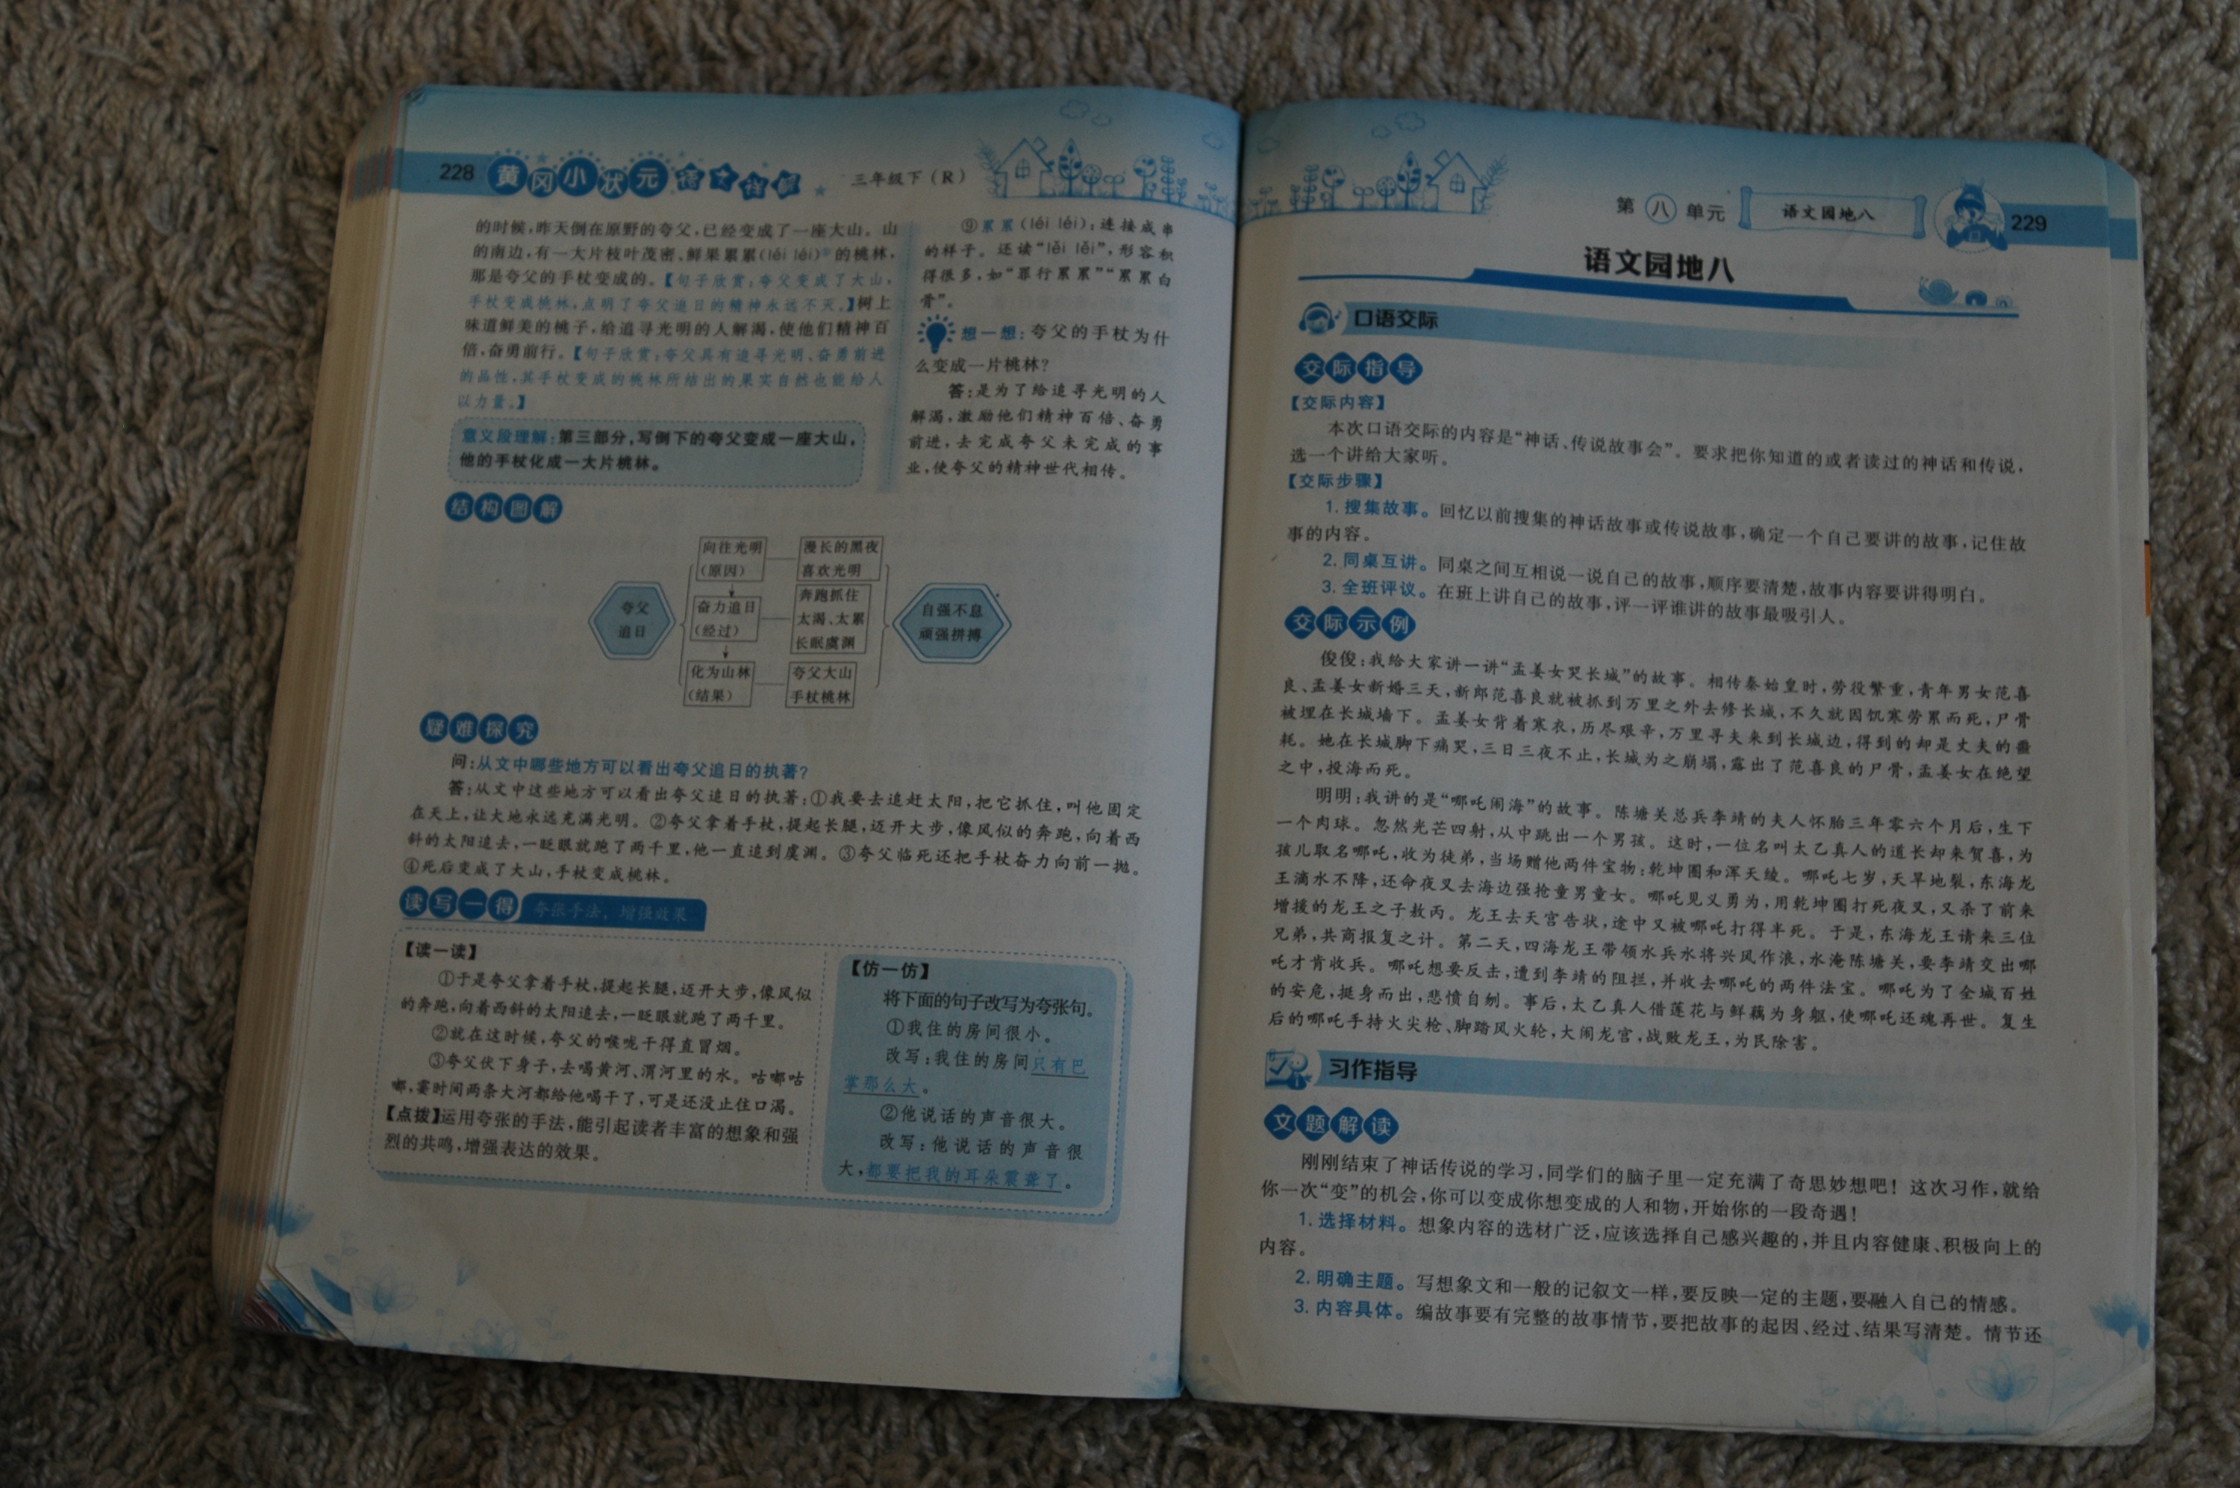 228 黄冈小状元 语文详解 三年级下(R)
的时候,昨天倒在原野的夸父,已经变成了一座大山。山
的南边,有一大片枝叶茂密、鲜果累累(léi léi)⑨的桃林,
那是夸父的手杖变成的。【句子欣赏:夸父变成了大山,
手杖变成桃林,点明了夸父追日的精神永远不灭。】树上
味道鲜美的桃子,给追寻光明的人解渴,使他们精神百
倍,奋勇前行。【句子欣赏:夸父具有追寻光明、奋勇前进
的品性,其手杖变成的桃林所结出的果实自然也能给人
以力量。】
意义段理解:第三部分,写倒下的夸父变成一座大山,
他的手杖化成一大片桃林。
⑨累累(léi léi):连接成串
的样子。还读“lěi lěi”,形容积
得很多,如“罪行累累”“累累白
骨”。
想一想:夸父的手杖为什
么变成一片桃林?
答:是为了给追寻光明的人
解渴,激励他们精神百倍、奋勇
前进,去完成夸父未完成的事
业,使夸父的精神世代相传。
结构图解
夸父
追日
向往光明
(原因)
漫长的黑夜
喜欢光明
奋力追日
(经过)
奔跑抓住
太渴、太累
长眠虞渊
化为山林
(结果)
夸父大山
手杖桃林
自强不息
顽强拼搏
疑难探究
问:从文中哪些地方可以看出夸父追日的执著?
答:从文中这些地方可以看出夸父追日的执著:①我要去追赶太阳,把它抓住,叫他固定
在天上,让大地永远充满光明。②夸父拿着手杖,提起长腿,迈开大步,像风似的奔跑,向着西
斜的太阳追去,一眨眼就跑了两千里,他一直追到虞渊。③夸父临死还把手杖奋力向前一抛。
④死后变成了大山,手杖变成桃林。
读写一得 夸张手法,增强效果
【读一读】
①于是夸父拿着手杖,提起长腿,迈开大步,像风似
的奔跑,向着西斜的太阳追去,一眨眼就跑了两千里。
②就在这时候,夸父的喉咙干得直冒烟。
③夸父伏下身子,去喝黄河、渭河里的水。咕嘟咕
嘟,霎时间两条大河都给他喝干了,可是还没止住口渴。
【点拨】运用夸张的手法,能引起读者丰富的想象和强
烈的共鸣,增强表达的效果。
【仿一仿】
将下面的句子改写为夸张句。
①我住的房间很小。
改写:我住的房间只有巴
掌那么大。
②他说话的声音很大。
改写:他说话的声音很
大,都要把我的耳朵震聋了。
第八单元 语文园地八 229
语文园地八
口语交际
交际指导
【交际内容】
本次口语交际的内容是“神话、传说故事会”。要求把你知道的或者读过的神话和传说,
选一个讲给大家听。
【交际步骤】
1. 搜集故事。回忆以前搜集的神话故事或传说故事,确定一个自己要讲的故事,记住故
事的内容。
2. 同桌互讲。同桌之间互相说一说自己的故事,顺序要清楚,故事内容要讲得明白。
3. 全班评议。在班上讲自己的故事,评一评谁讲的故事最吸引人。
交际示例
俊俊:我给大家讲一讲“孟姜女哭长城”的故事。相传秦始皇时,劳役繁重,青年男女范喜
良、孟姜女新婚三天,新郎范喜良就被抓到万里之外去修长城,不久就因饥寒劳累而死,尸骨
被埋在长城墙下。孟姜女背着寒衣,历尽艰辛,万里寻夫来到长城边,得到的却是丈夫的噩
耗。她在长城脚下痛哭,三日三夜不止,长城为之崩塌,露出了范喜良的尸骨,孟姜女在绝望
之中,投海而死。
明明:我讲的是“哪吒闹海”的故事。陈塘关总兵李靖的夫人怀胎三年零六个月后,生下
一个肉球。忽然光芒四射,从中跳出一个男孩。这时,一位名叫太乙真人的道长却来贺喜,为
孩儿取名哪吒,收为徒弟,当场赠他两件宝物:乾坤圈和浑天绫。哪吒七岁,天旱地裂,东海龙
王滴水不降,还命夜叉去海边强抢童男童女。哪吒见义勇为,用乾坤圈打死夜叉,又杀了前来
增援的龙王之子敖丙。龙王去天宫告状,途中又被哪吒打得半死。于是,东海龙王请来三位
兄弟,共商报复之计。第二天,四海龙王带领水兵水将兴风作浪,水淹陈塘关,要李靖交出哪
吒才肯收兵。哪吒想要反击,遭到李靖的阻拦,并收去哪吒的两件法宝。哪吒为了全城百姓
的安危,挺身而出,悲愤自刎。事后,太乙真人借莲花与鲜藕为身躯,使哪吒还魂再世。复生
后的哪吒手持火尖枪、脚踏风火轮,大闹龙宫,战败龙王,为民除害。
习作指导
文题解读
刚刚结束了神话传说的学习,同学们的脑子里一定充满了奇思妙想吧!这次习作,就给
你一次“变”的机会,你可以变成你想变成的人和物,开始你的一段奇遇!
1. 选择材料。想象内容的选材广泛,应该选择自己感兴趣的,并且内容健康、积极向上的
内容。
2. 明确主题。写想象文和一般的记叙文一样,要反映一定的主题,要融入自己的情感。
3. 内容具体。编故事要有完整的故事情节,要把故事的起因、经过、结果写清楚。情节还